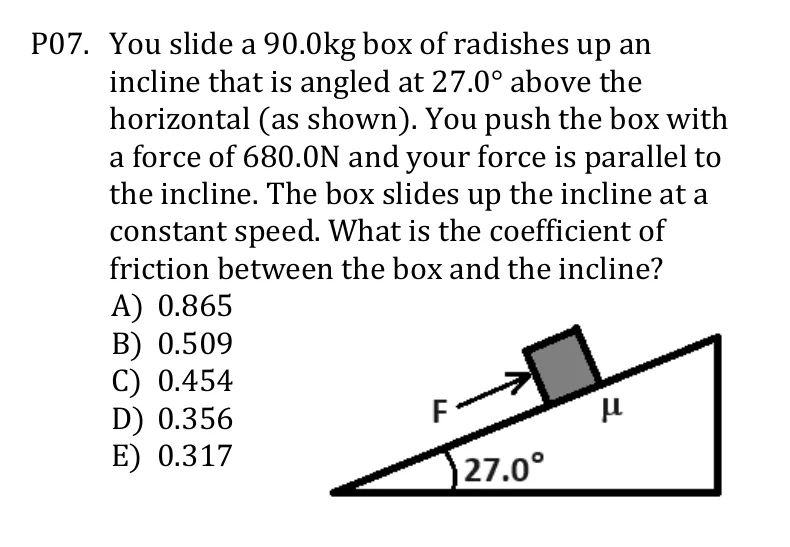 P07. You slide a 90.0kg box of radishes up an
incline that is angled at 27.0° above the
horizontal (as shown). You push the box with
a force of 680.0N and your force is parallel to
the incline. The box slides up the incline at a
constant speed. What is the coefficient of
friction between the box and the incline?
A) 0.865
B) 0.509
C) 0.454
D) 0.356
E) 0.317
F
μ
27.0°